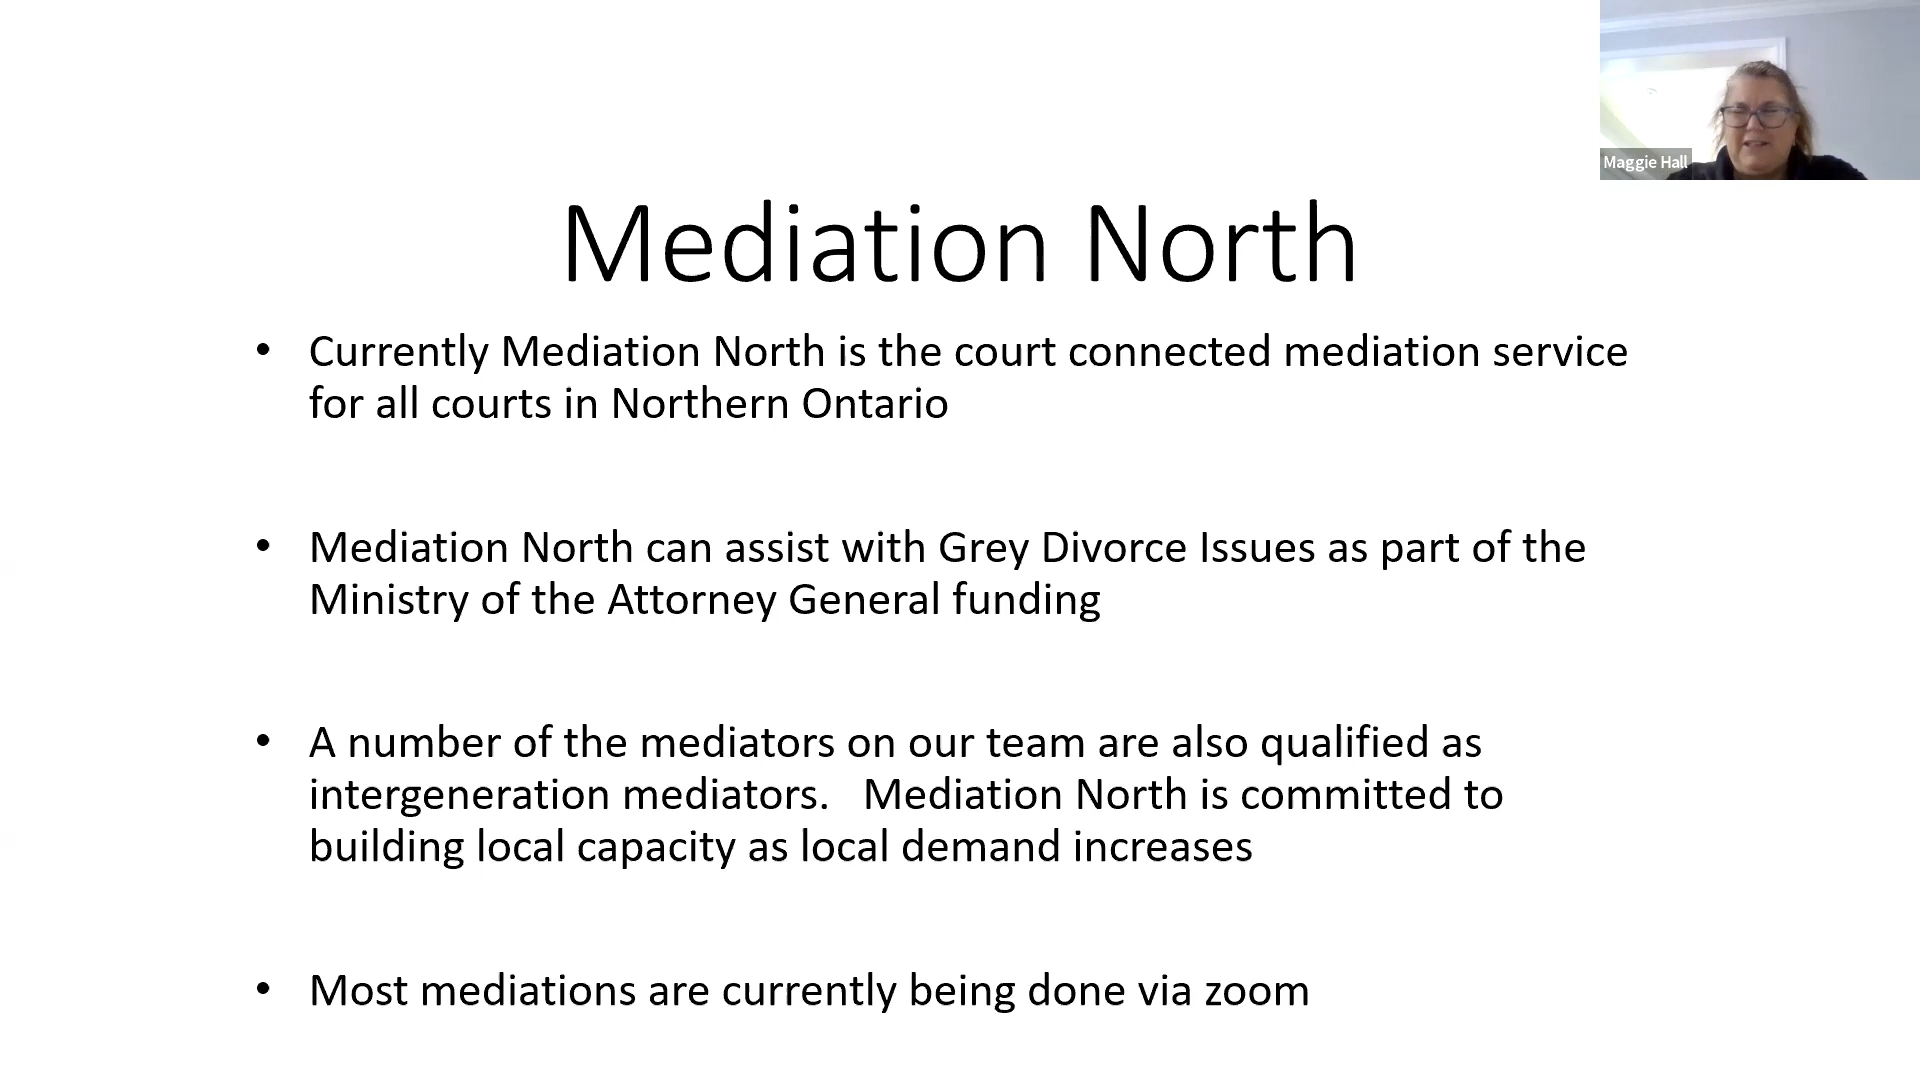 Maggie Hall
Mediation North
• Currently Mediation North is the court connected mediation service
for all courts in Northern Ontario
• Mediation North can assist with Grey Divorce Issues as part of the
Ministry of the Attorney General funding
• A number of the mediators on our team are also qualified as
intergeneration mediators.   Mediation North is committed to
building local capacity as local demand increases
• Most mediations are currently being done via zoom